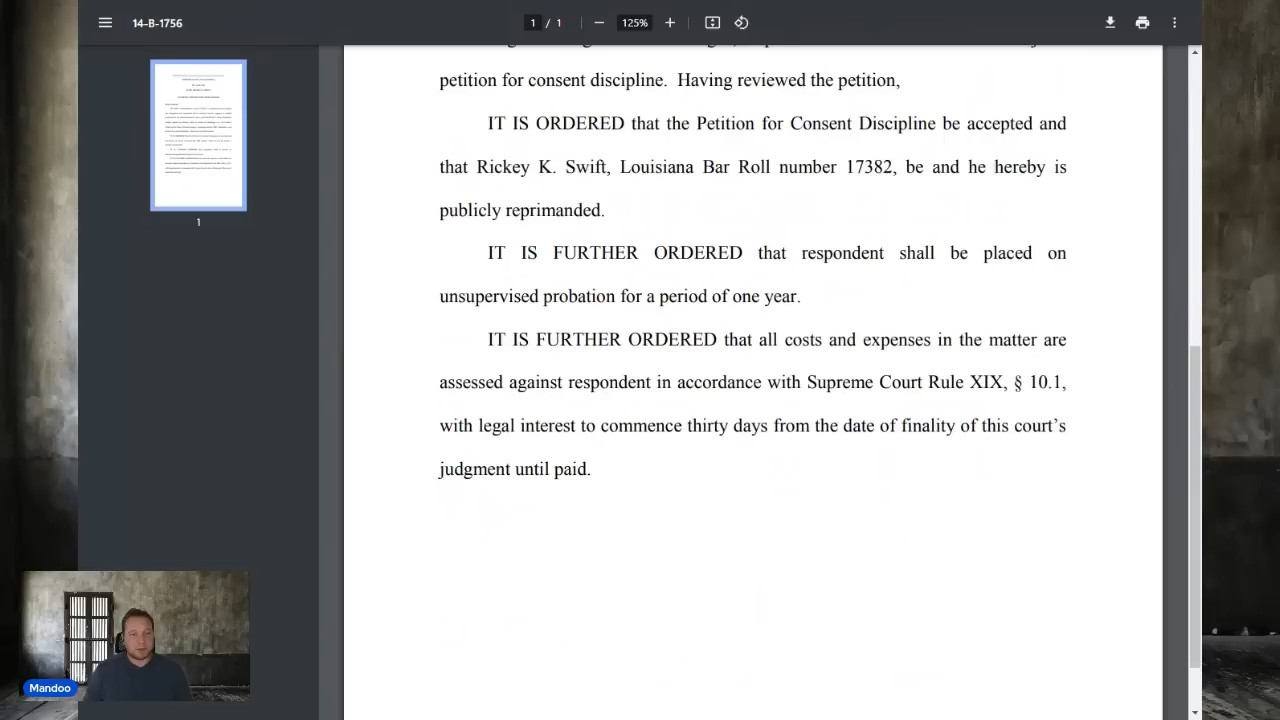 14-B-1756
1 / 1
125%
1
petition for consent discipe. Having reviewed the petition,
IT IS ORDERED that the Petition for Consent Discipline be accepted and
that Rickey K. Swift, Louisiana Bar Roll number 17382, be and he hereby is
publicly reprimanded.
IT IS FURTHER ORDERED that respondent shall be placed on
unsupervised probation for a period of one year.
IT IS FURTHER ORDERED that all costs and expenses in the matter are
assessed against respondent in accordance with Supreme Court Rule XIX, § 10.1,
with legal interest to commence thirty days from the date of finality of this court's
judgment until paid.
Mandoo